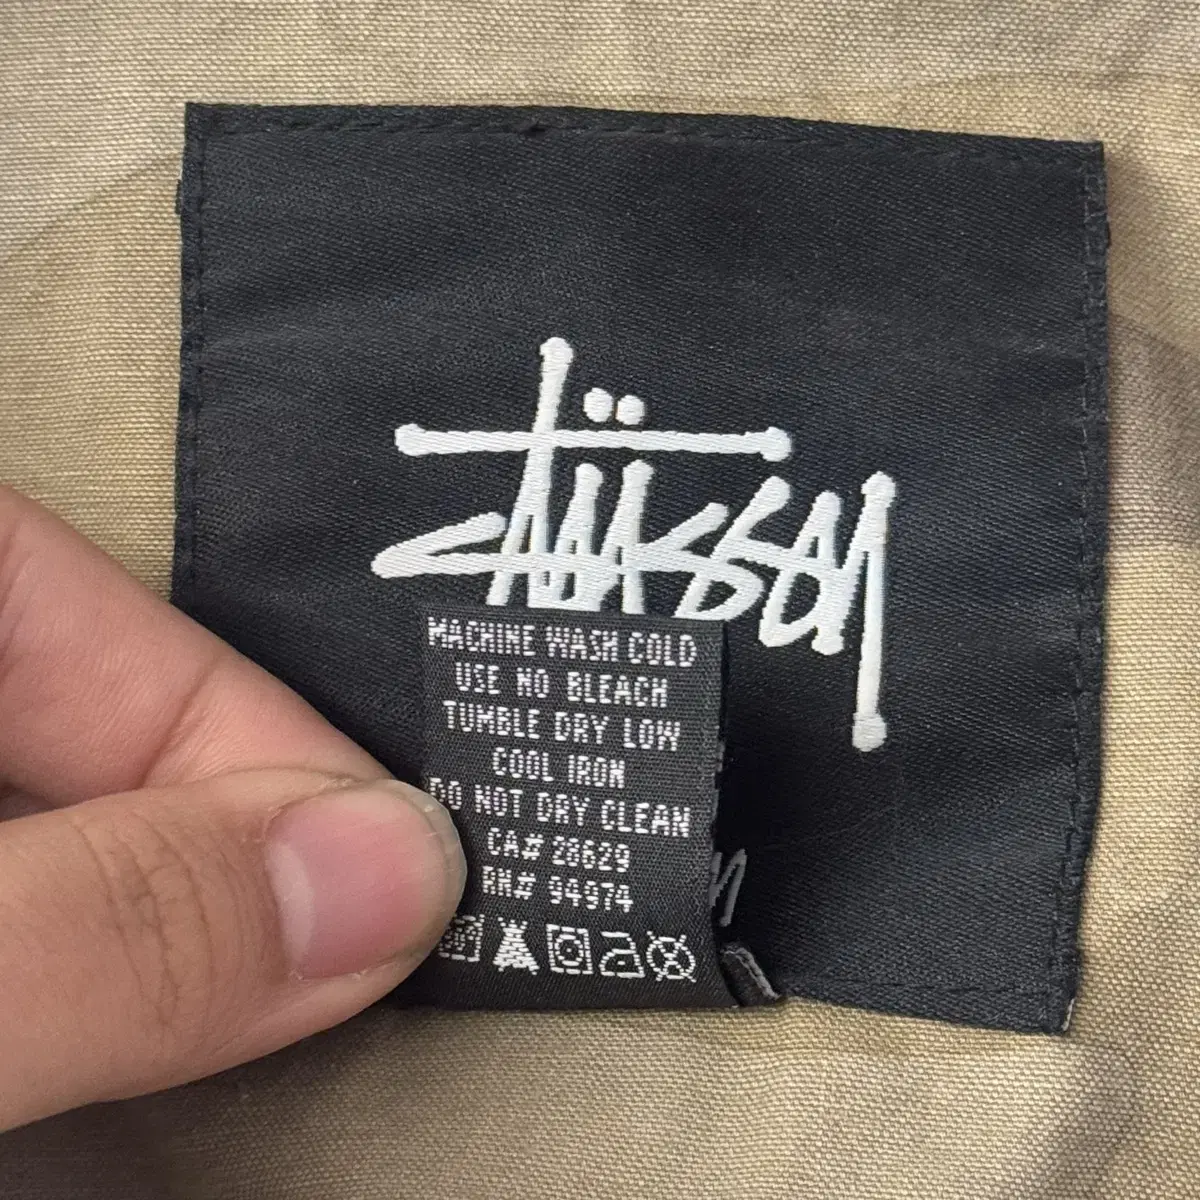 Stüssy
MACHINE WASH COLD
USE NO BLEACH
TUMBLE DRY LOW
COOL IRON
DO NOT DRY CLEAN
CA# 28629
RN# 94974